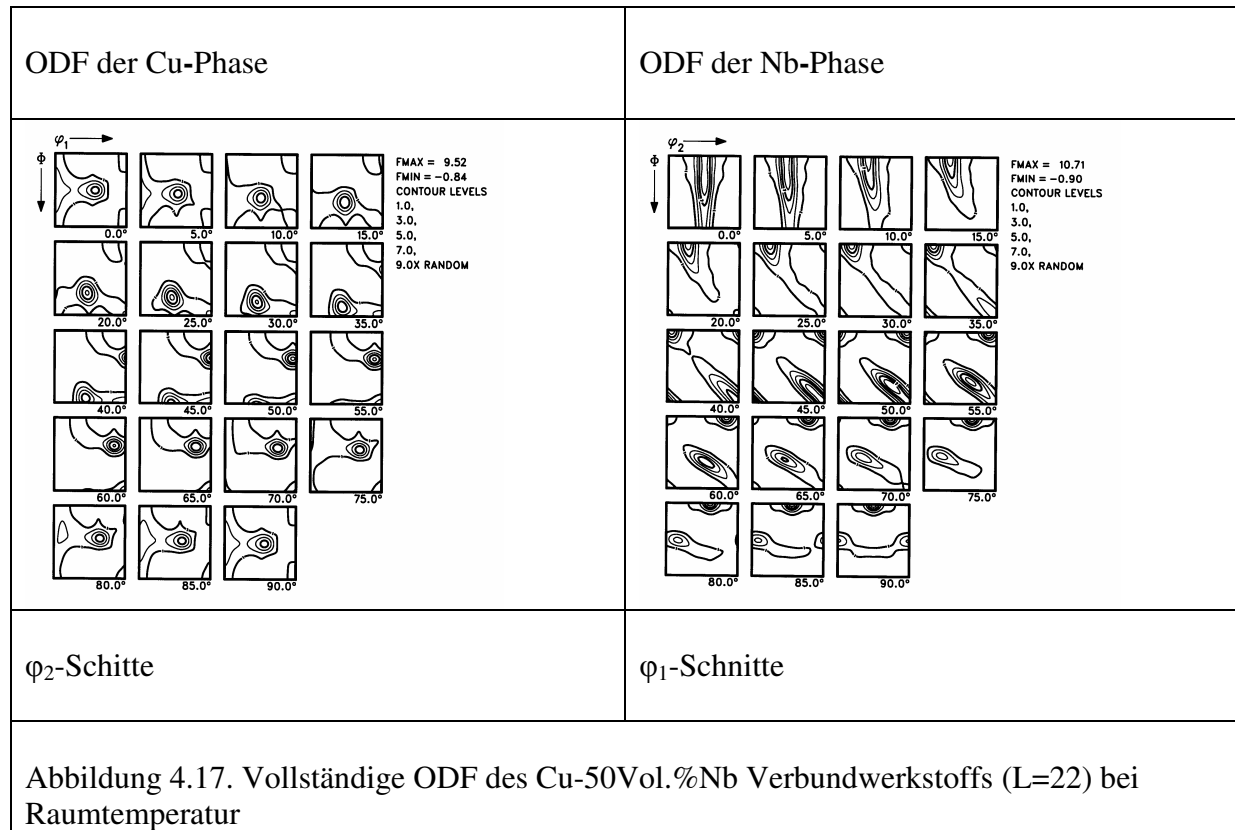 ODF der Cu-Phase
ODF der Nb-Phase
φ1
Φ
FMAX = 9.52
FMIN = -0.84
CONTOUR LEVELS
1.0,
3.0,
5.0,
7.0,
9.0X RANDOM
0.0° 5.0° 10.0° 15.0°
20.0° 25.0° 30.0° 35.0°
40.0° 45.0° 50.0° 55.0°
60.0° 65.0° 70.0° 75.0°
80.0° 85.0° 90.0°
φ2
Φ
FMAX = 10.71
FMIN = -0.90
CONTOUR LEVELS
1.0,
3.0,
5.0,
7.0,
9.0X RANDOM
0.0° 5.0° 10.0° 15.0°
20.0° 25.0° 30.0° 35.0°
40.0° 45.0° 50.0° 55.0°
60.0° 65.0° 70.0° 75.0°
80.0° 85.0° 90.0°
φ2-Schitte
φ1-Schnitte
Abbildung 4.17. Vollständige ODF des Cu-50Vol.%Nb Verbundwerkstoffs (L=22) bei
Raumtemperatur